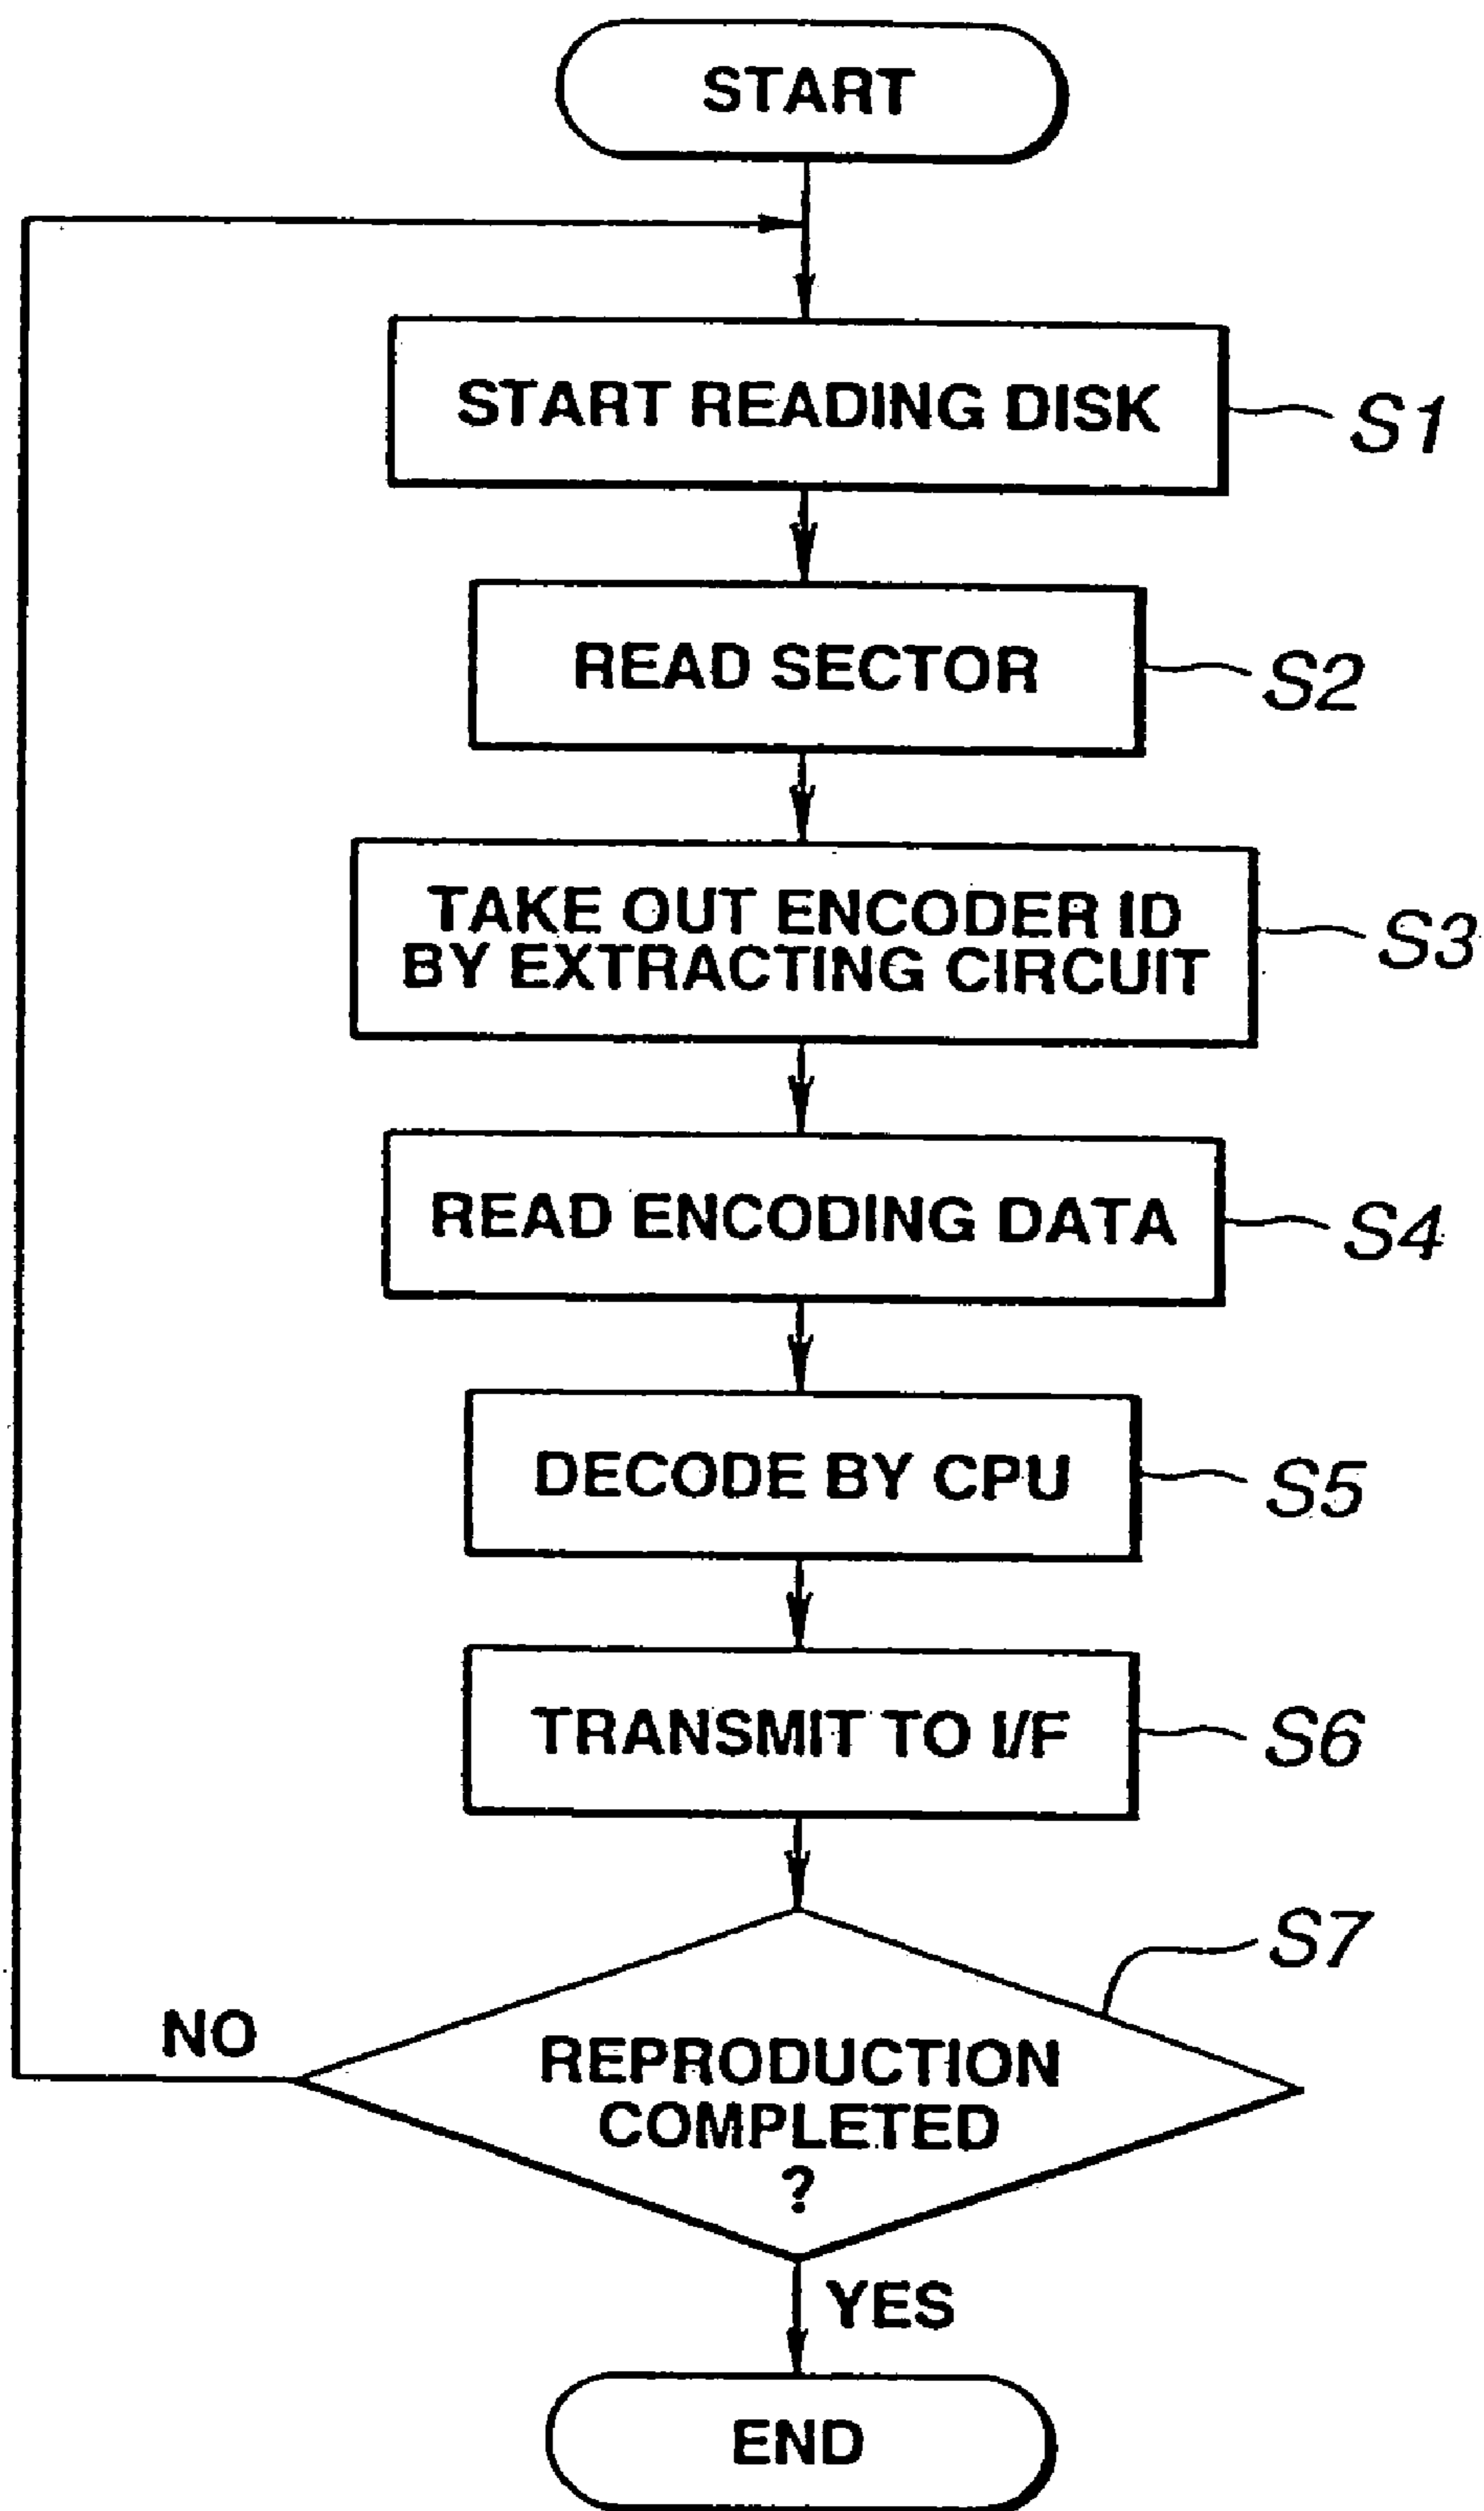 START
START READING DISK
S1
READ SECTOR
S2
TAKE OUT ENCODER ID
BY EXTRACTING CIRCUIT
S3
READ ENCODING DATA
S4
DECODE BY CPU
S5
TRANSMIT TO I/F
S6
S7
NO
REPRODUCTION
COMPLETED
?
YES
END